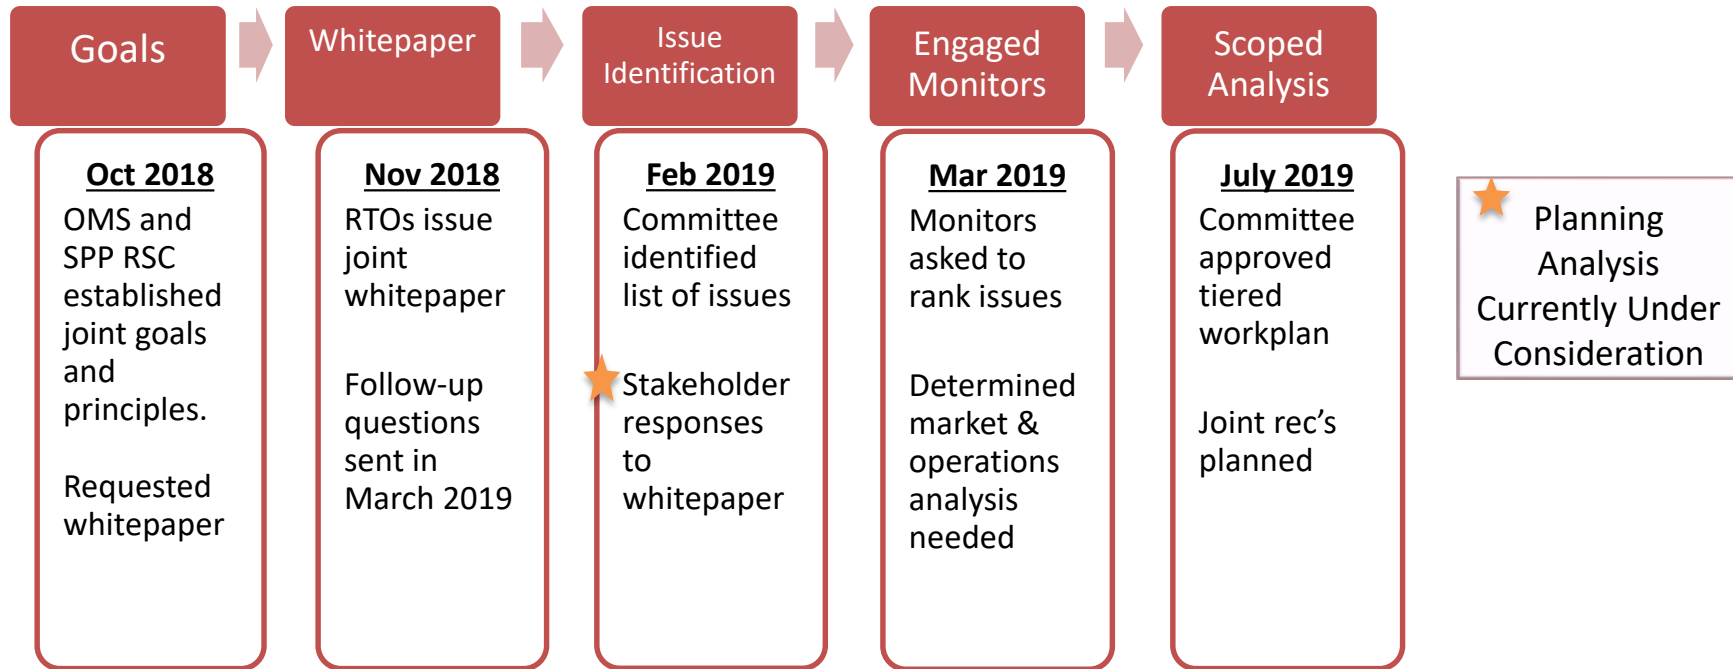 Goals
Whitepaper
Issue
Identification
Engaged
Monitors
Scoped
Analysis
Oct 2018
OMS and
SPP RSC
established
joint goals
and
principles.
Requested
whitepaper
Nov 2018
RTOs issue
joint
whitepaper
Follow-up
questions
sent in
March 2019
Feb 2019
Committee
identified
list of issues
Stakeholder
responses
to
whitepaper
Mar 2019
Monitors
asked to
rank issues
Determined
market &
operations
analysis
needed
July 2019
Committee
approved
tiered
workplan
Joint rec's
planned
Planning
Analysis
Currently Under
Consideration